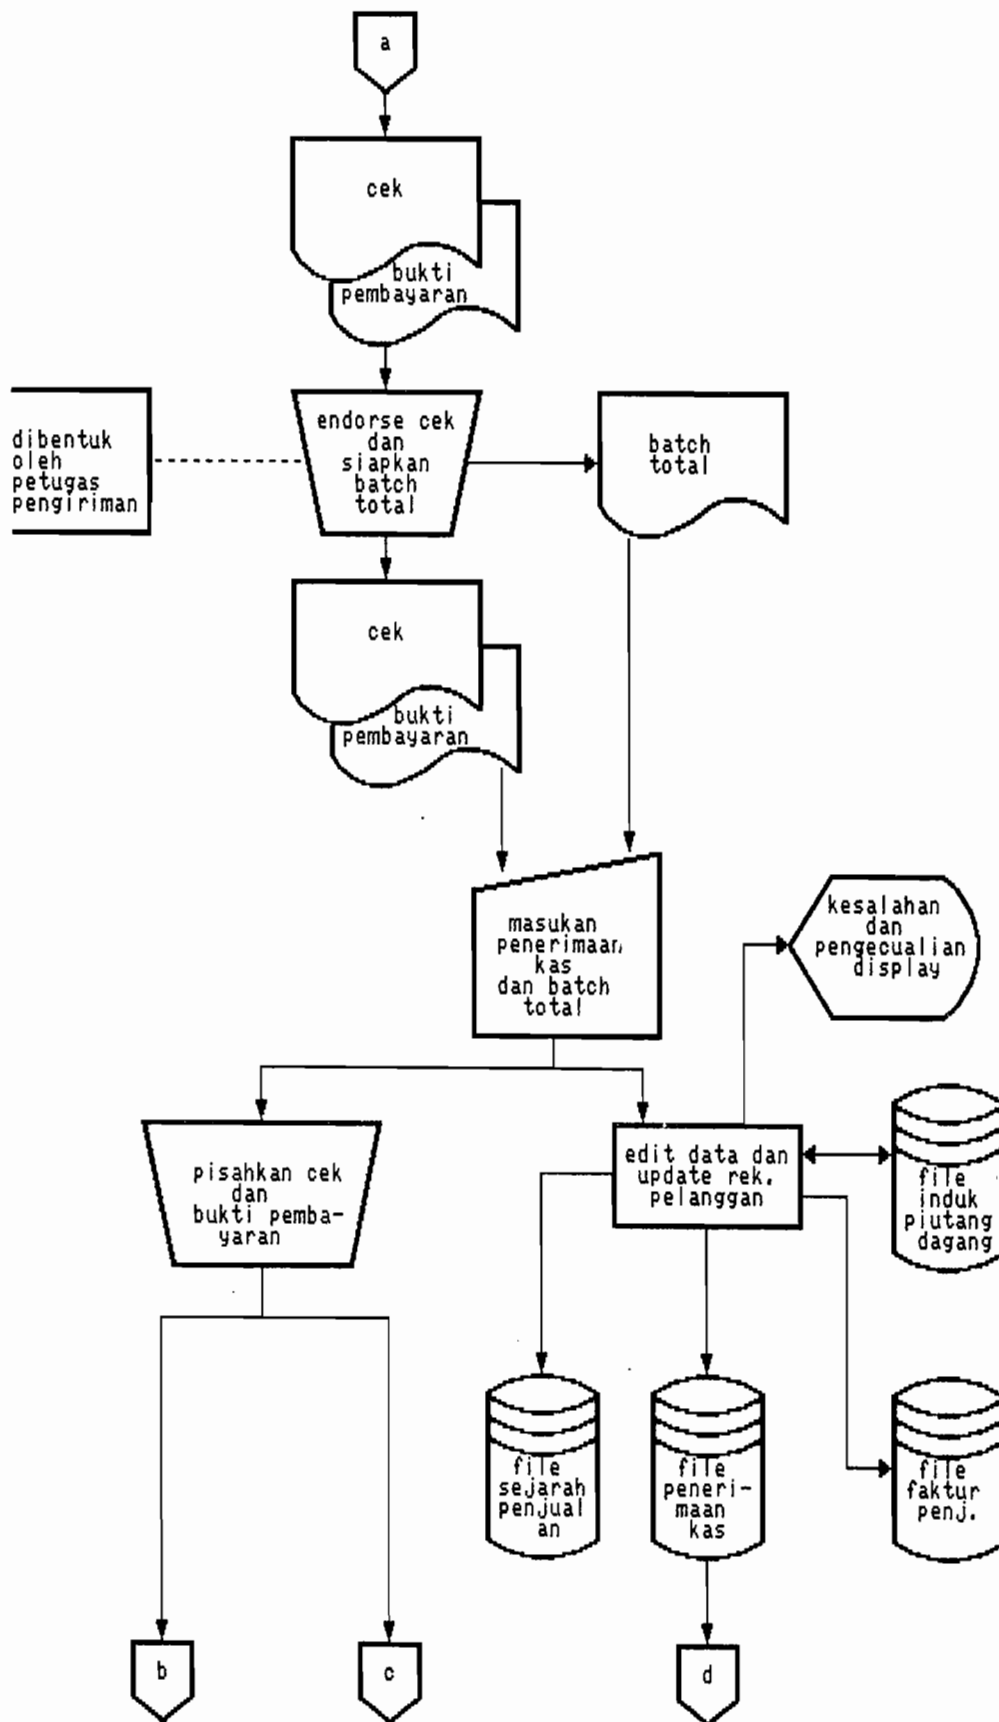 a
cek
bukti
pembayaran
dibentuk
oleh
petugas
pengiriman
endorse cek
dan
siapkan
batch
total
batch
total
cek
bukti
pembayaran
masukan
penerimaan
kas
dan batch
total
kesalahan
dan
pengecualian
display
pisahkan cek
dan
bukti pemba-
yaran
edit data dan
update rek.
pelanggan
file
induk
piutang
dagang
file
sejarah
penjual
an
file
peneri-
maan
kas
file
faktur
penj.
b
c
d